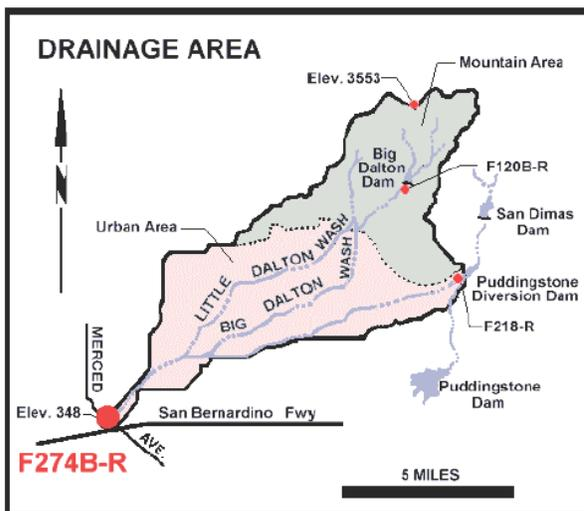 DRAINAGE AREA
Mountain Area
Elev. 3553
N
Big
Dalton
Dam
F120B-R
San Dimas
Dam
Urban Area
LITTLE DALTON WASH
BIG DALTON WASH
Puddingstone
Diversion Dam
F218-R
MERCED
Puddingstone
Dam
Elev. 348
San Bernardino Fwy
AVE.
F274B-R
5 MILES